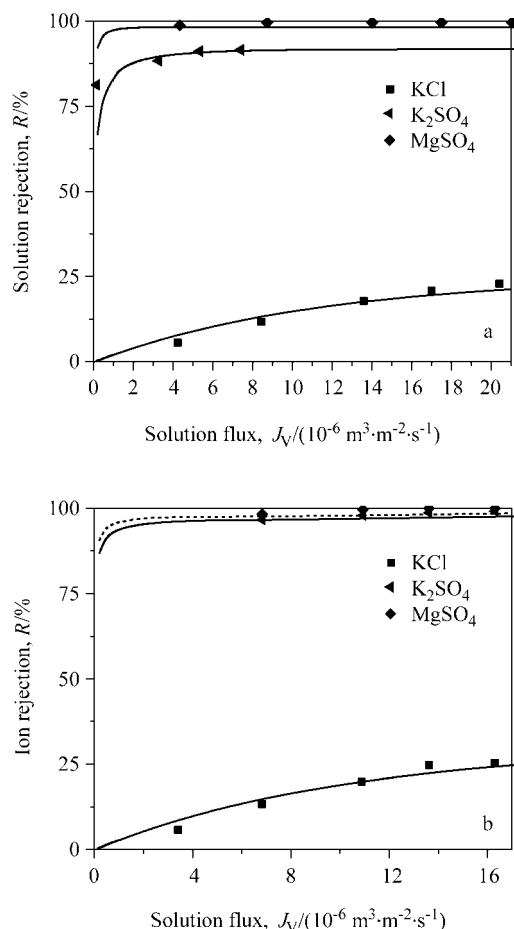 100
75
50
25
0
Solution rejection, R/%
KCl
K₂SO₄
MgSO₄
a
0 2 4 6 8 10 12 14 16 18 20
Solution flux, J_V/(10⁻⁶ m³·m⁻²·s⁻¹)
100
75
50
25
0
Ion rejection, R/%
KCl
K₂SO₄
MgSO₄
b
0 4 8 12 16
Solution flux, J_V/(10⁻⁶ m³·m⁻²·s⁻¹)